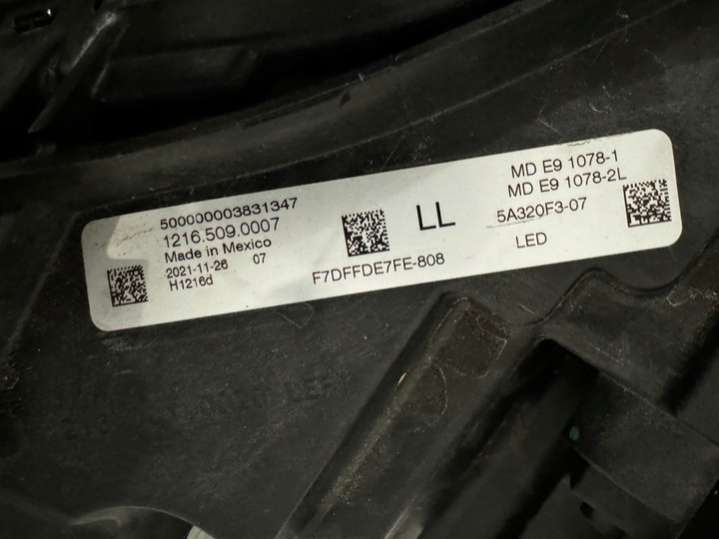 500000003831347
1216.509.0007
Made in Mexico
2021-11-26 07
H1216d
LL
F7DFFDE7FE-808
MD E9 1078-1
MD E9 1078-2L
5A320F3-07
LED